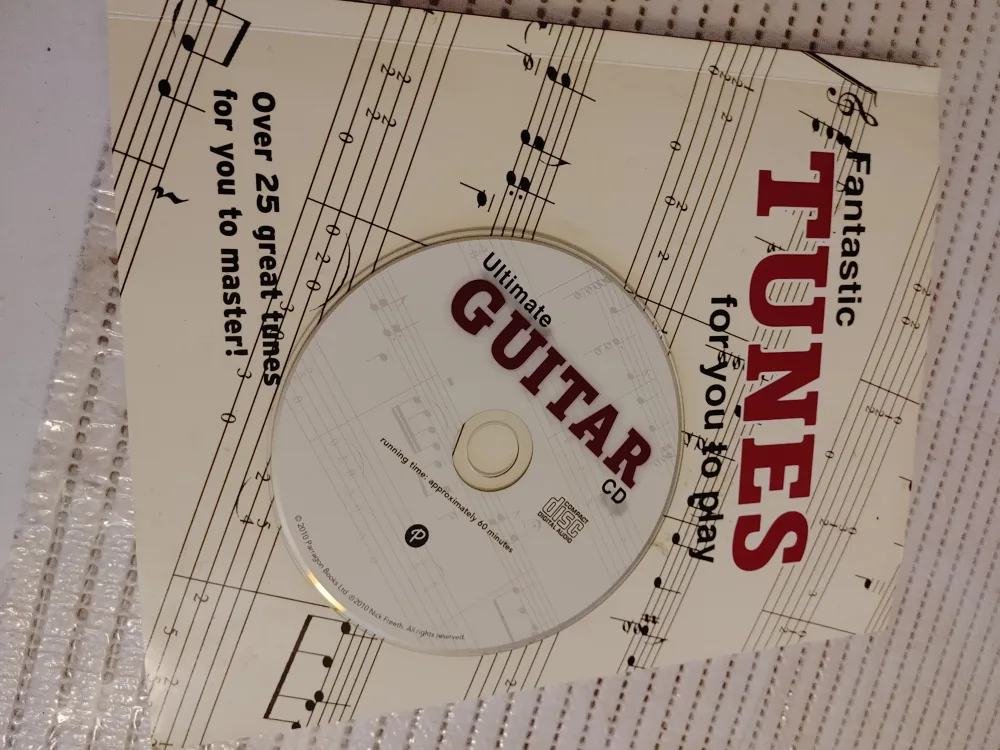 Fantastic
TUNES
for you to play
Ultimate
GUITAR
CD
COMPACT
disc
DIGITAL AUDIO
running time: approximately 60 minutes
P
© 2010 Parragon Books Ltd. ℗2010 Nick Freeth. All rights reserved.
Over 25 great tunes
for you to master!